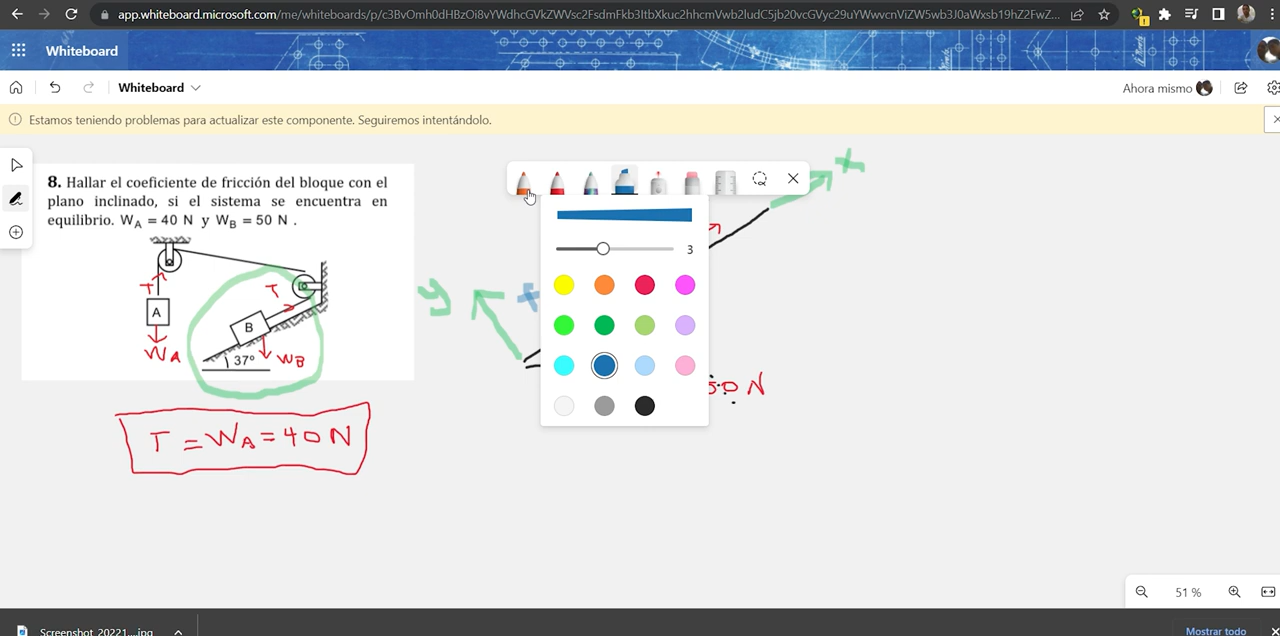 app.whiteboard.microsoft.com/me/whiteboards/p/c3BvOmh0dHBzOi8vYWdhcGVkZWVsc2FsdmFkb3ItbXkuc2hhcmVwb2ludC5jb20vcGVyc29uYWwvcnViZW5wb3J0aWxsb19hZ2FwZ...
Whiteboard
Whiteboard
Ahora mismo
Estamos teniendo problemas para actualizar este componente. Seguiremos intentándolo.
8. Hallar el coeficiente de fricción del bloque con el
plano inclinado, si el sistema se encuentra en
equilibrio. WA = 40 N y WB = 50 N .
x
3
T
T
y
A
B
WA
37°
WB
50 N
T = WA = 40 N
51 %
Screenshot_20221....jpg
Mostrar todo